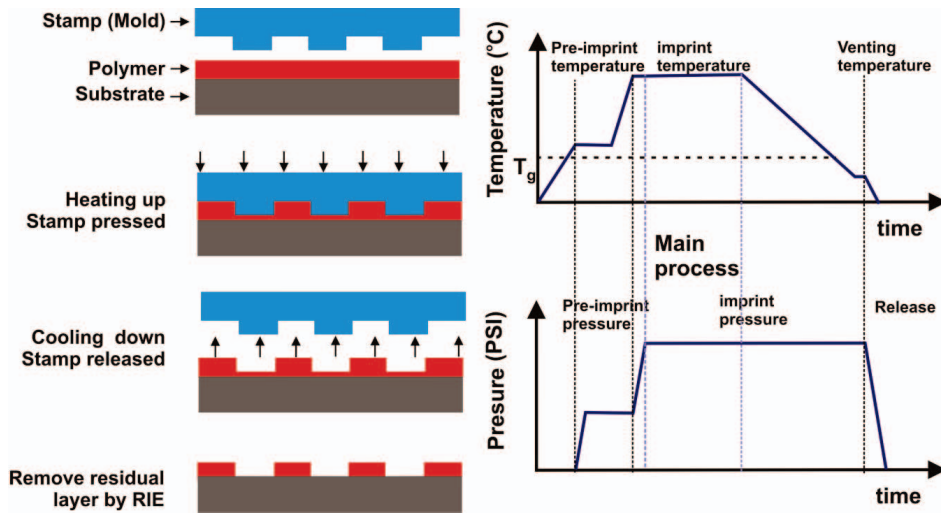 Stamp (Mold)
Polymer
Substrate
Heating up
Stamp pressed
Cooling down
Stamp released
Remove residual
layer by RIE
Temperature (°C)
Pre-imprint
temperature
imprint
temperature
Venting
temperature
Tg
time
Main
process
Presure (PSI)
Pre-imprint
pressure
imprint
pressure
Release
time